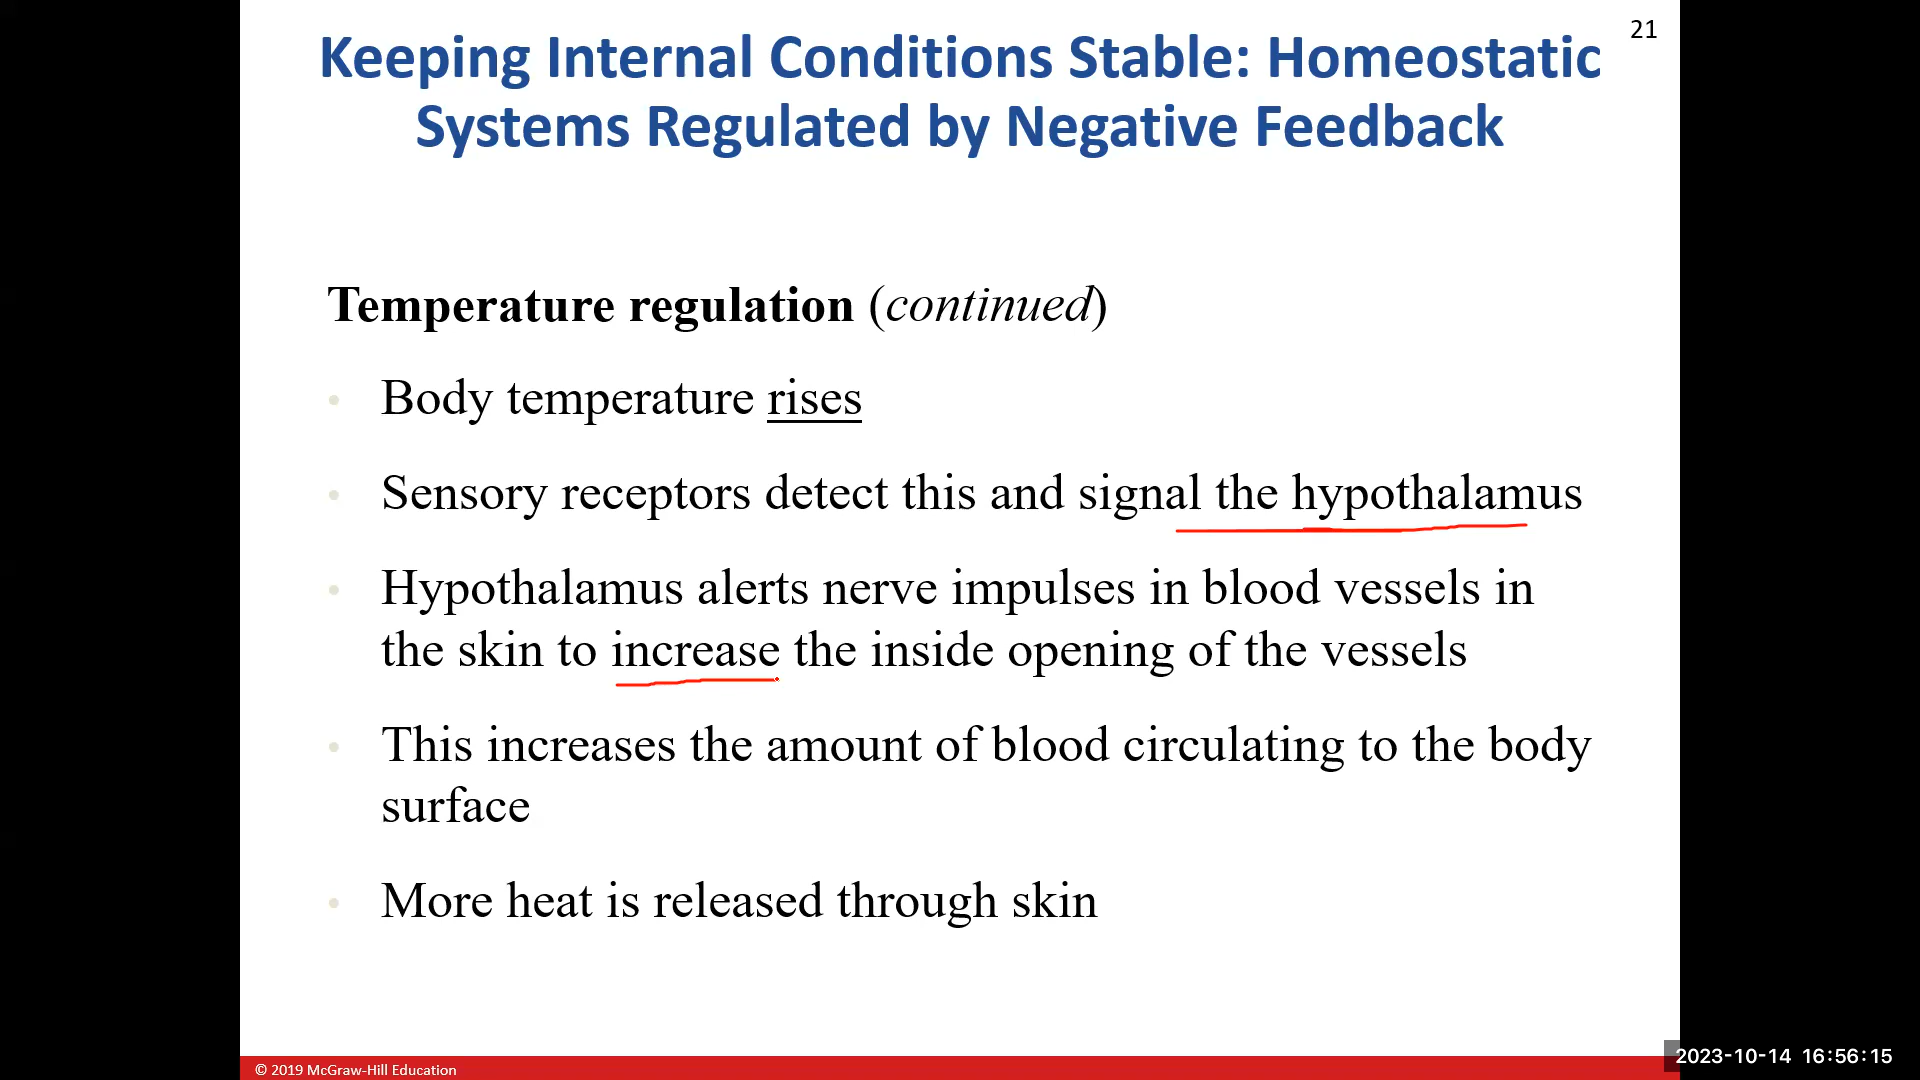 21
Keeping Internal Conditions Stable: Homeostatic
Systems Regulated by Negative Feedback
Temperature regulation (continued)
• Body temperature rises
• Sensory receptors detect this and signal the hypothalamus
• Hypothalamus alerts nerve impulses in blood vessels in
the skin to increase the inside opening of the vessels
• This increases the amount of blood circulating to the body
surface
• More heat is released through skin
© 2019 McGraw-Hill Education
2023-10-14 16:56:15